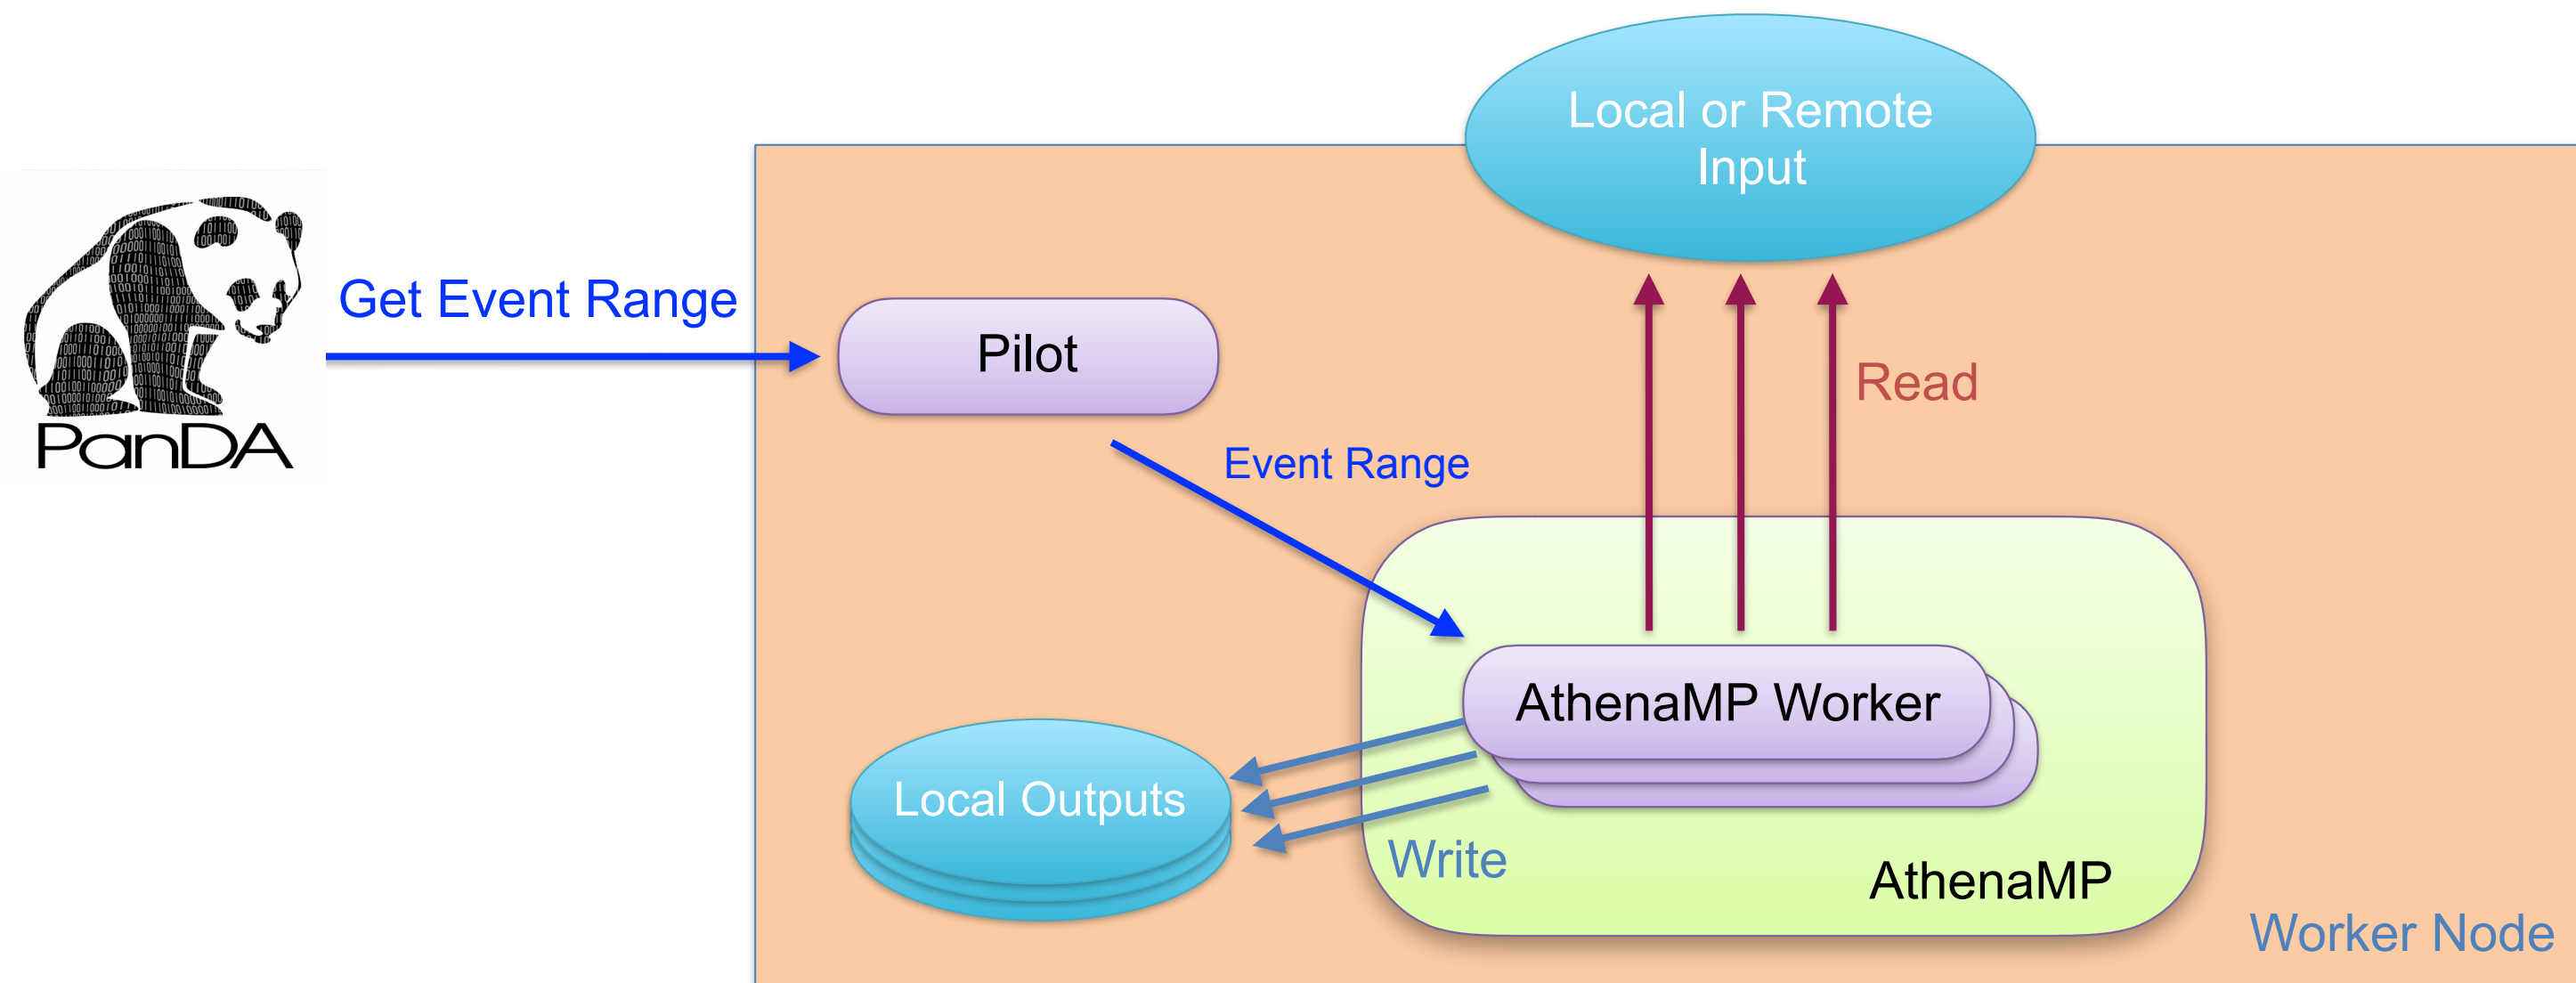 Local or Remote
Input
Get Event Range
Pilot
Read
PanDA
Event Range
AthenaMP Worker
Local Outputs
Write
AthenaMP
Worker Node